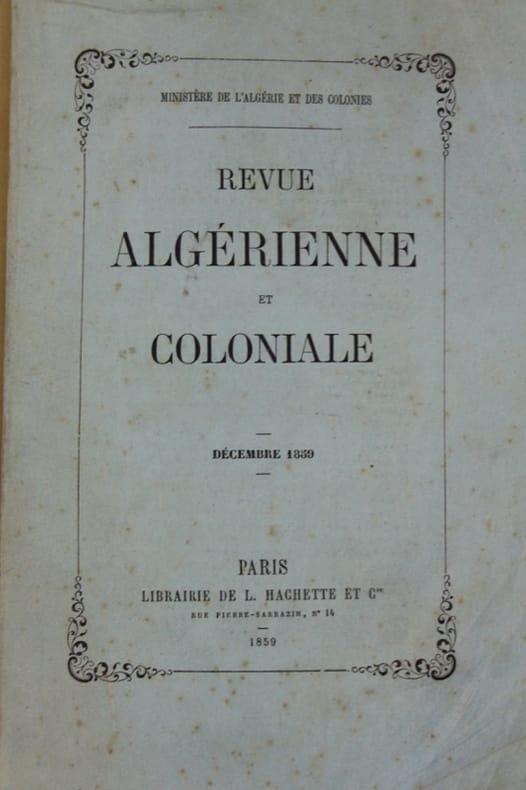 MINISTÈRE DE L'ALGÉRIE ET DES COLONIES
REVUE
ALGÉRIENNE
ET
COLONIALE
DÉCEMBRE 1859
PARIS
LIBRAIRIE DE L. HACHETTE ET Cie
RUE PIERRE-SARRAZIN, N° 14
1859